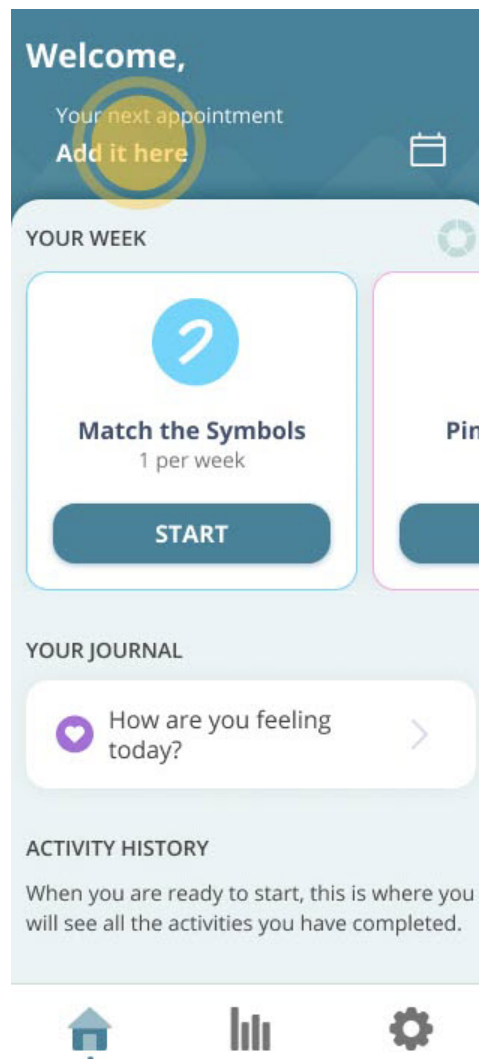 Welcome,
Your next appointment
Add it here
YOUR WEEK
Match the Symbols
1 per week
START
YOUR JOURNAL
How are you feeling
today?
ACTIVITY HISTORY
When you are ready to start, this is where you
will see all the activities you have completed.